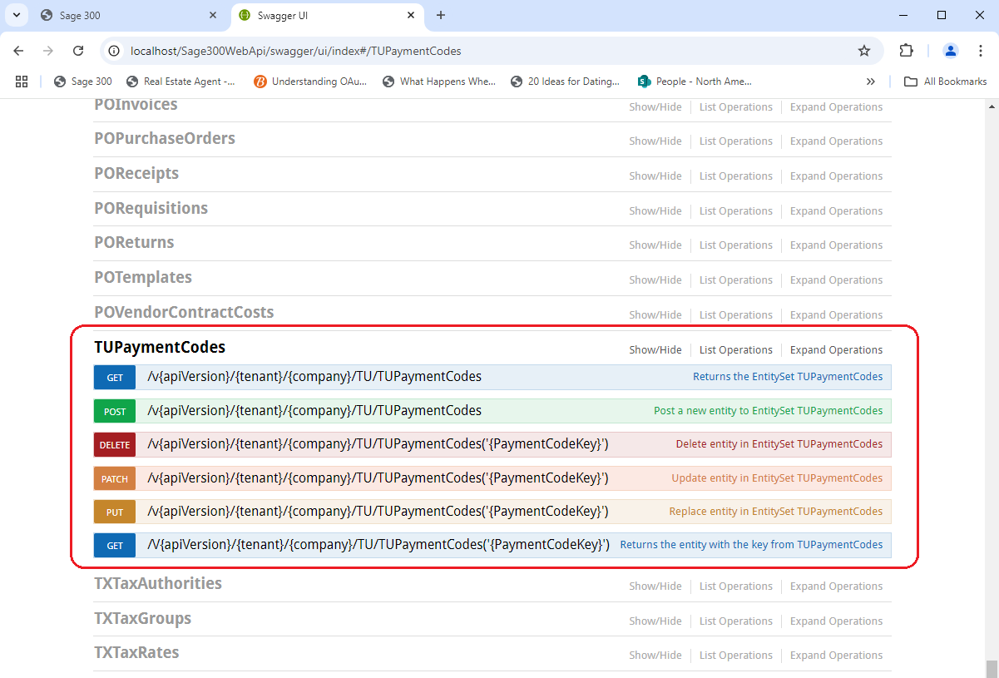 Sage 300
Swagger UI
localhost/Sage300WebApi/swagger/ui/index#/TUPaymentCodes
Sage 300 Real Estate Agent -... Understanding OAu... What Happens Whe... 20 Ideas for Dating... People - North Ame... » All Bookmarks
POInvoices Show/Hide List Operations Expand Operations
POPurchaseOrders Show/Hide List Operations Expand Operations
POReceipts Show/Hide List Operations Expand Operations
PORequisitions Show/Hide List Operations Expand Operations
POReturns Show/Hide List Operations Expand Operations
POTemplates Show/Hide List Operations Expand Operations
POVendorContractCosts Show/Hide List Operations Expand Operations
TUPaymentCodes Show/Hide List Operations Expand Operations
GET /v{apiVersion}/{tenant}/{company}/TU/TUPaymentCodes Returns the EntitySet TUPaymentCodes
POST /v{apiVersion}/{tenant}/{company}/TU/TUPaymentCodes Post a new entity to EntitySet TUPaymentCodes
DELETE /v{apiVersion}/{tenant}/{company}/TU/TUPaymentCodes('{PaymentCodeKey}') Delete entity in EntitySet TUPaymentCodes
PATCH /v{apiVersion}/{tenant}/{company}/TU/TUPaymentCodes('{PaymentCodeKey}') Update entity in EntitySet TUPaymentCodes
PUT /v{apiVersion}/{tenant}/{company}/TU/TUPaymentCodes('{PaymentCodeKey}') Replace entity in EntitySet TUPaymentCodes
GET /v{apiVersion}/{tenant}/{company}/TU/TUPaymentCodes('{PaymentCodeKey}') Returns the entity with the key from TUPaymentCodes
TXTaxAuthorities Show/Hide List Operations Expand Operations
TXTaxGroups Show/Hide List Operations Expand Operations
TXTaxRates Show/Hide List Operations Expand Operations